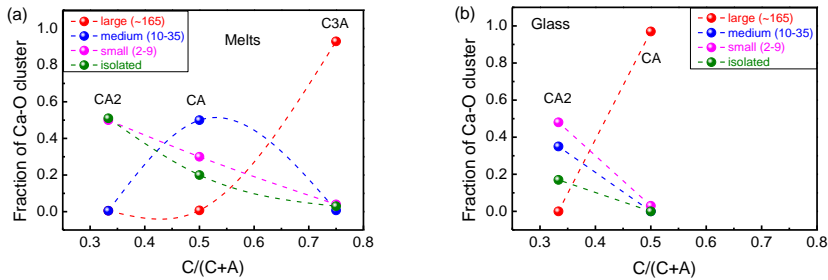 (a)
large (~165)
medium (10-35)
small (2-9)
isolated
Melts
C3A
CA2
CA
Fraction of Ca-O cluster
1.0
0.8
0.6
0.4
0.2
0.0
0.3 0.4 0.5 0.6 0.7 0.8
C/(C+A)
(b)
Glass
large (~165)
medium (10-35)
small (2-9)
isolated
CA
CA2
Fraction of Ca-O cluster
1.0
0.8
0.6
0.4
0.2
0.0
0.3 0.4 0.5 0.6 0.7 0.8
C/(C+A)